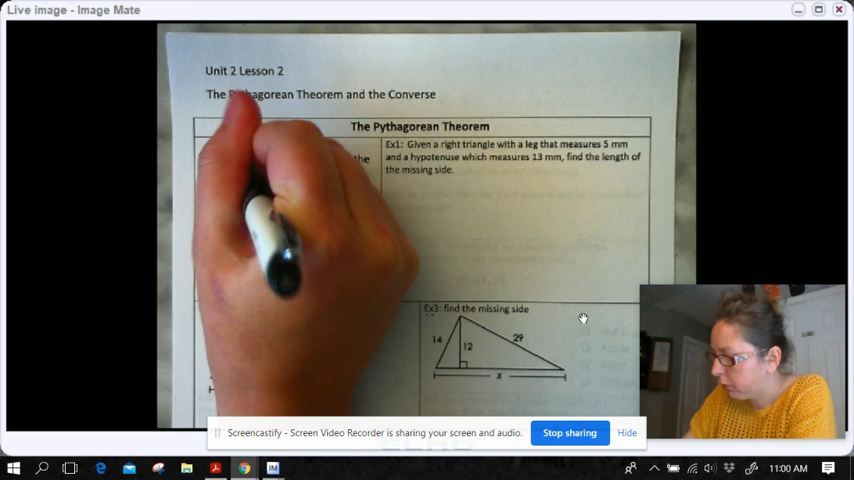 Live image - Image Mate
Unit 2 Lesson 2
The Pythagorean Theorem and the Converse
The Pythagorean Theorem
the
Ex1: Given a right triangle with a leg that measures 5 mm
and a hypotenuse which measures 13 mm, find the length of
the missing side.
Ex3: find the missing side
14
12
29
x
Screencastify - Screen Video Recorder is sharing your screen and audio.
Stop sharing
Hide
11:00 AM